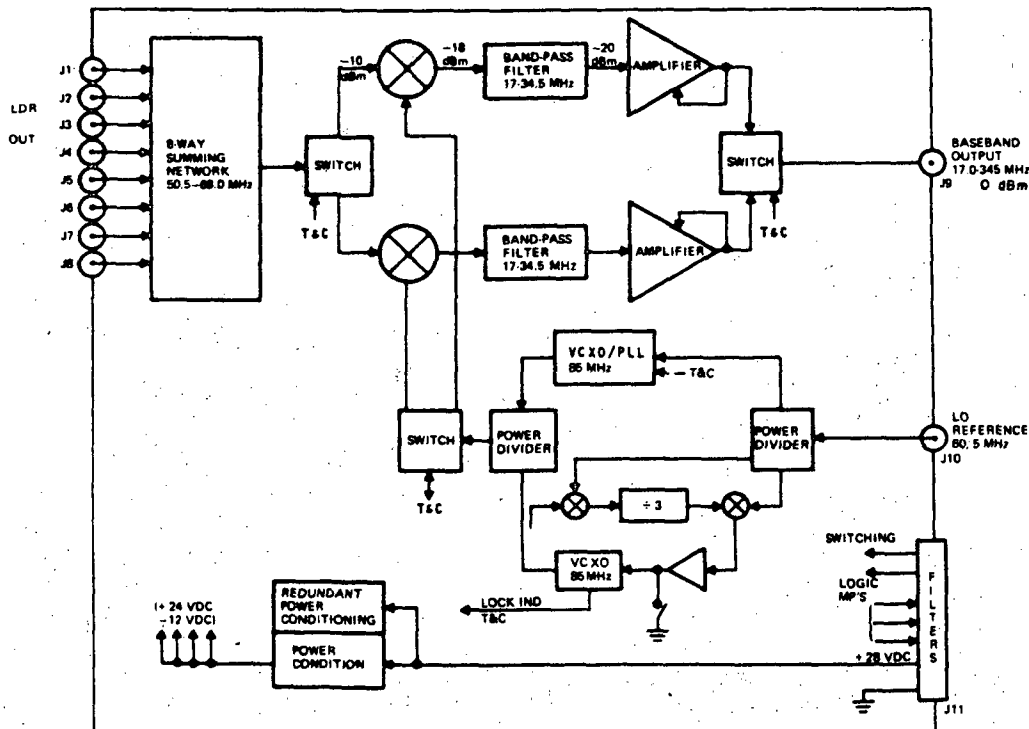 J1
J2
J3
J4
J5
J6
J7
J8
LDR
OUT
8-WAY
SUMMING
NETWORK
50.5-68.0 MHz
SWITCH
T&C
-10
dBm
-18
dBm
BAND-PASS
FILTER
17-34.5 MHz
-20
dBm
AMPLIFIER
BAND-PASS
FILTER
17-34.5 MHz
AMPLIFIER
SWITCH
T&C
BASEBAND
OUTPUT
17.0-345 MHz
0 dBm
J9
VCXO/PLL
85 MHz
T&C
SWITCH
T&C
POWER
DIVIDER
POWER
DIVIDER
LO
REFERENCE
60, 5 MHz
J10
÷ 3
VCXO
85 MHz
LOCK IND
T&C
SWITCHING
LOGIC
MP'S
FILTERS
+ 28 VDC
J11
REDUNDANT
POWER
CONDITIONING
POWER
CONDITION
(+ 24 VDC
-12 VDC)